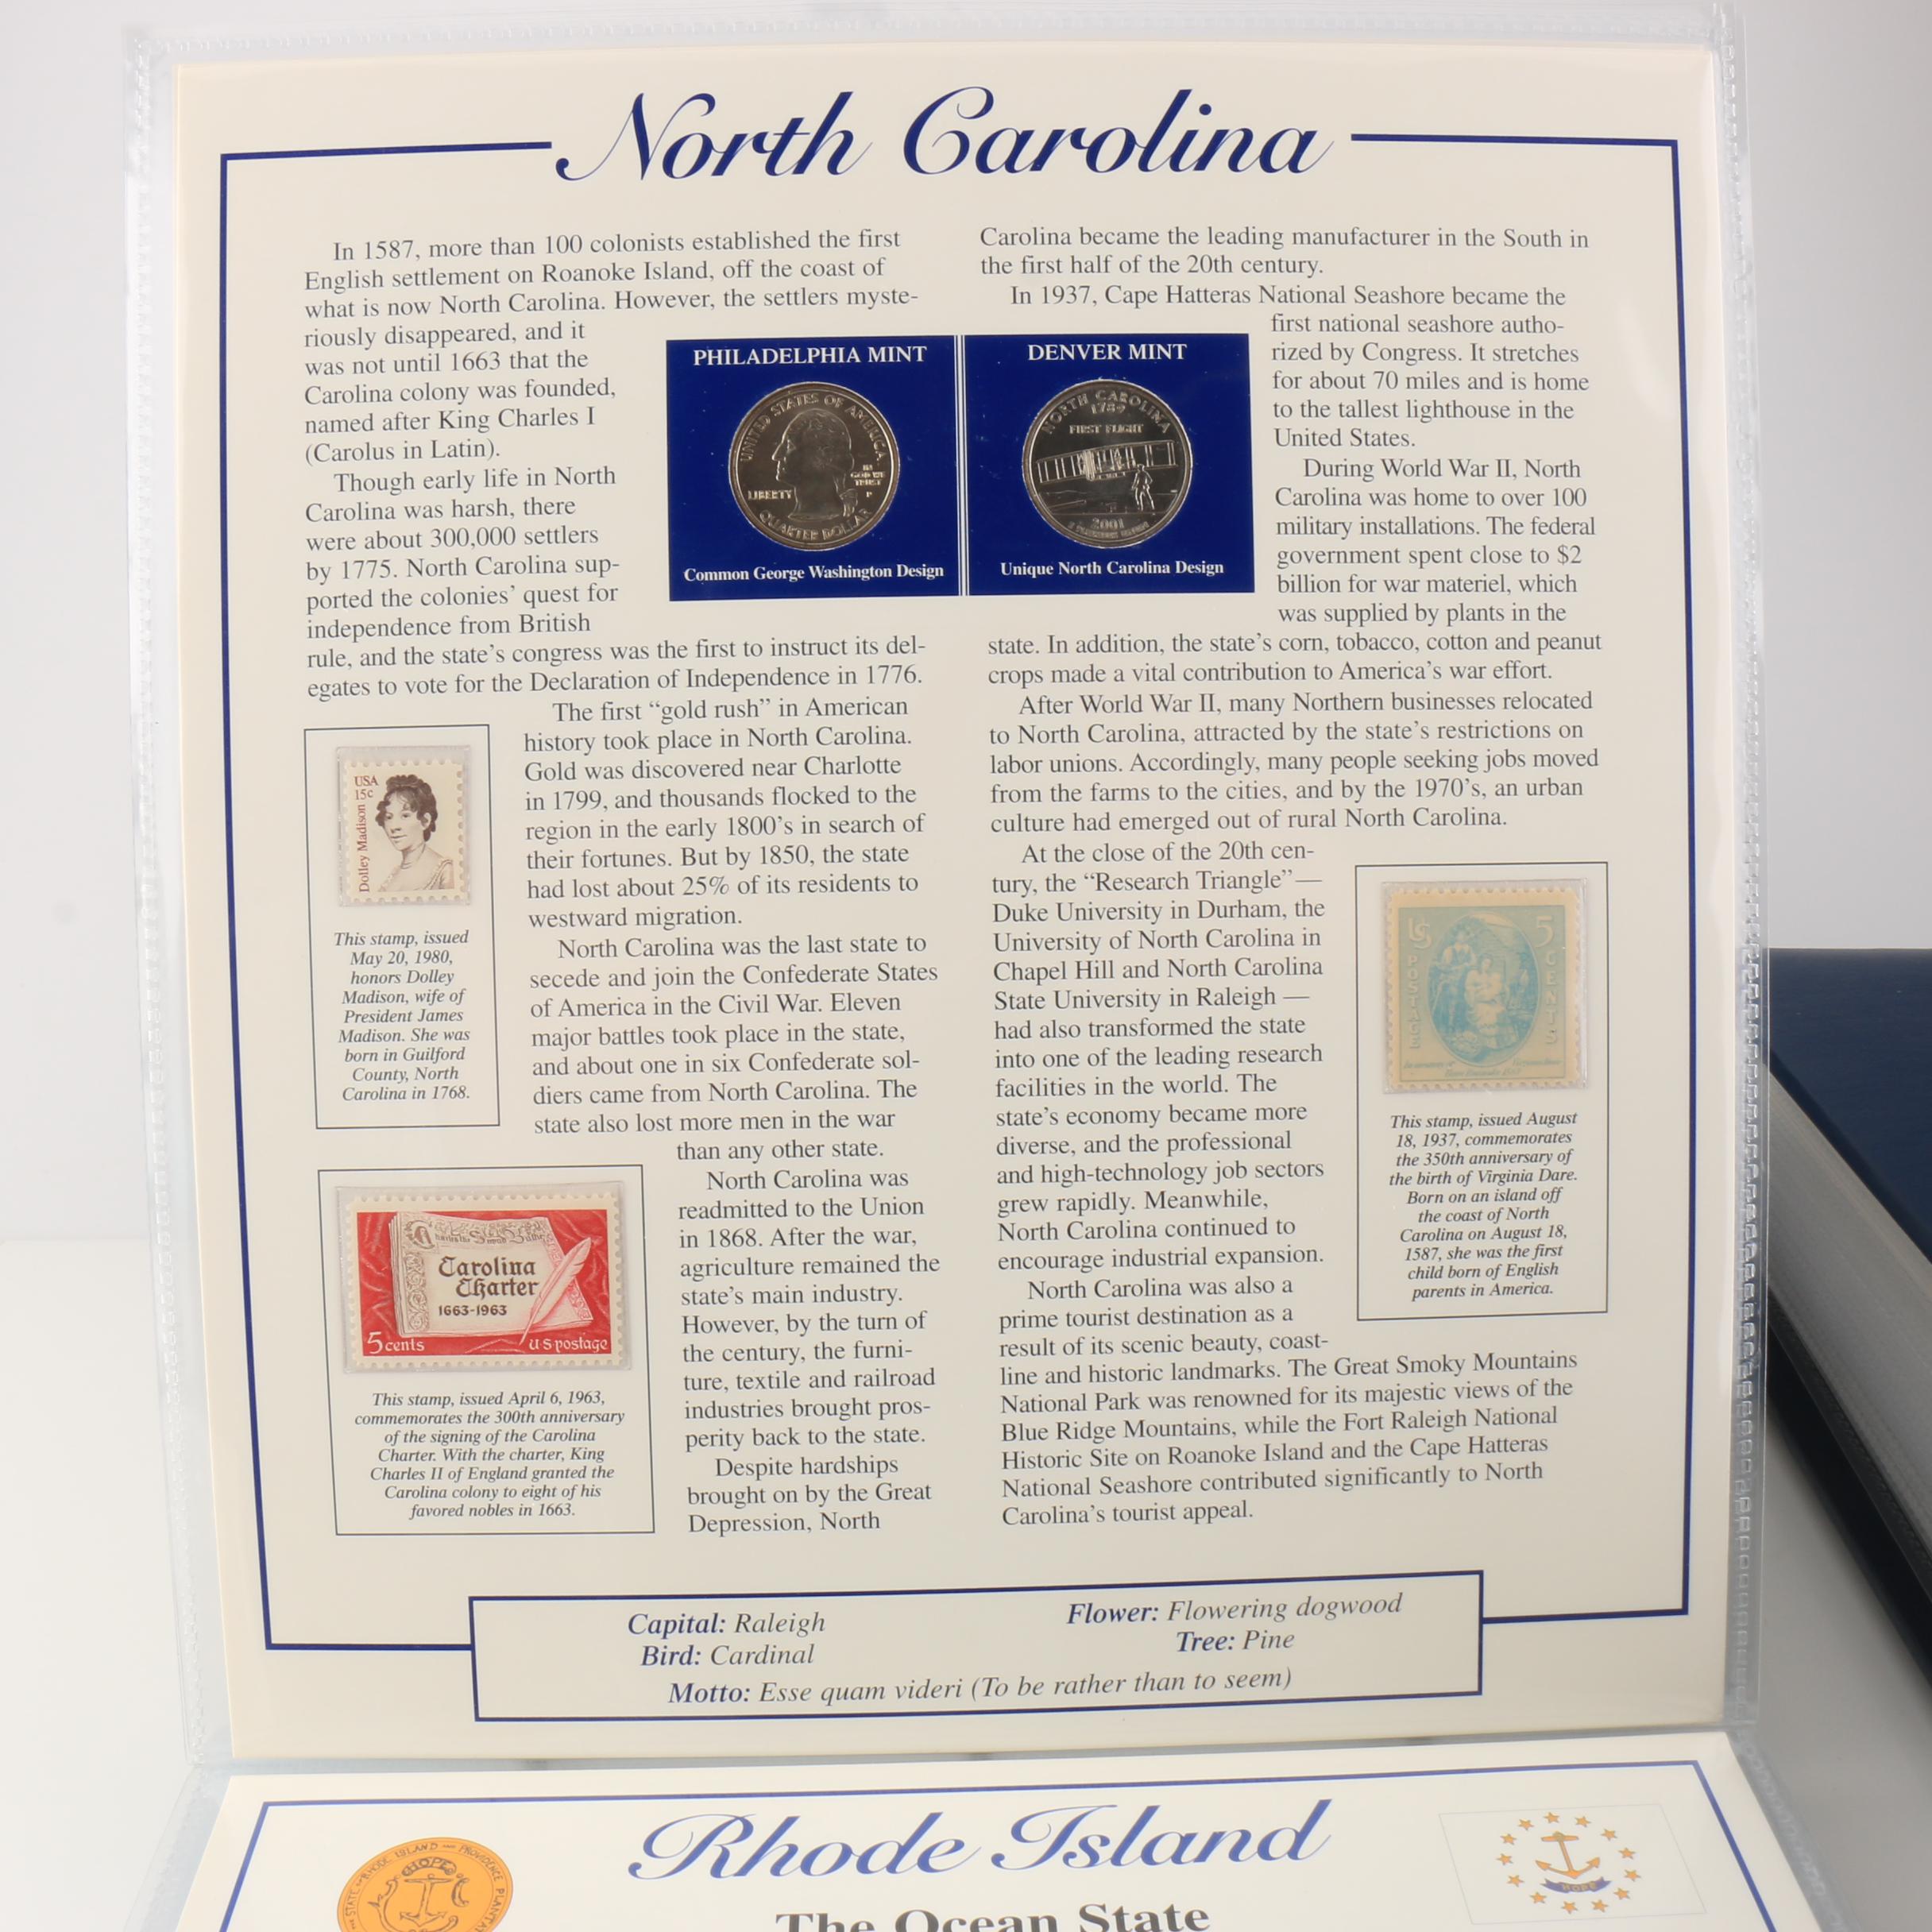 North Carolina
In 1587, more than 100 colonists established the first
English settlement on Roanoke Island, off the coast of
what is now North Carolina. However, the settlers myste-
riously disappeared, and it
was not until 1663 that the
Carolina colony was founded,
named after King Charles I
(Carolus in Latin).
Though early life in North
Carolina was harsh, there
were about 300,000 settlers
by 1775. North Carolina sup-
ported the colonies' quest for
independence from British
rule, and the state's congress was the first to instruct its del-
egates to vote for the Declaration of Independence in 1776.
The first “gold rush” in American
history took place in North Carolina.
Gold was discovered near Charlotte
in 1799, and thousands flocked to the
region in the early 1800's in search of
their fortunes. But by 1850, the state
had lost about 25% of its residents to
westward migration.
North Carolina was the last state to
secede and join the Confederate States
of America in the Civil War. Eleven
major battles took place in the state,
and about one in six Confederate sol-
diers came from North Carolina. The
state also lost more men in the war
than any other state.
North Carolina was
readmitted to the Union
in 1868. After the war,
agriculture remained the
state's main industry.
However, by the turn of
the century, the furni-
ture, textile and railroad
industries brought pros-
perity back to the state.
Despite hardships
brought on by the Great
Depression, North
Carolina became the leading manufacturer in the South in
the first half of the 20th century.
In 1937, Cape Hatteras National Seashore became the
first national seashore autho-
rized by Congress. It stretches
for about 70 miles and is home
to the tallest lighthouse in the
United States.
During World War II, North
Carolina was home to over 100
military installations. The federal
government spent close to $2
billion for war materiel, which
was supplied by plants in the
state. In addition, the state's corn, tobacco, cotton and peanut
crops made a vital contribution to America's war effort.
After World War II, many Northern businesses relocated
to North Carolina, attracted by the state's restrictions on
labor unions. Accordingly, many people seeking jobs moved
from the farms to the cities, and by the 1970's, an urban
culture had emerged out of rural North Carolina.
At the close of the 20th cen-
tury, the “Research Triangle”—
Duke University in Durham, the
University of North Carolina in
Chapel Hill and North Carolina
State University in Raleigh —
had also transformed the state
into one of the leading research
facilities in the world. The
state's economy became more
diverse, and the professional
and high-technology job sectors
grew rapidly. Meanwhile,
North Carolina continued to
encourage industrial expansion.
North Carolina was also a
prime tourist destination as a
result of its scenic beauty, coast-
line and historic landmarks. The Great Smoky Mountains
National Park was renowned for its majestic views of the
Blue Ridge Mountains, while the Fort Raleigh National
Historic Site on Roanoke Island and the Cape Hatteras
National Seashore contributed significantly to North
Carolina's tourist appeal.
PHILADELPHIA MINT
UNITED STATES OF AMERICA
LIBERTY
IN
GOD WE
TRUST
P
QUARTER DOLLAR
Common George Washington Design
DENVER MINT
NORTH CAROLINA
1789
FIRST FLIGHT
2001
Unique North Carolina Design
USA
15c
Dolley Madison
This stamp, issued
May 20, 1980,
honors Dolley
Madison, wife of
President James
Madison. She was
born in Guilford
County, North
Carolina in 1768.
Carolina
Charter
1663-1963
5 cents
U.S. postage
This stamp, issued April 6, 1963,
commemorates the 300th anniversary
of the signing of the Carolina
Charter. With the charter, King
Charles II of England granted the
Carolina colony to eight of his
favored nobles in 1663.
US
POSTAGE
5
CENTS
This stamp, issued August
18, 1937, commemorates
the 350th anniversary of
the birth of Virginia Dare.
Born on an island off
the coast of North
Carolina on August 18,
1587, she was the first
child born of English
parents in America.
Capital: Raleigh
Flower: Flowering dogwood
Bird: Cardinal
Tree: Pine
Motto: Esse quam videri (To be rather than to seem)
Rhode Island
HOPE
HOPE
The Ocean State